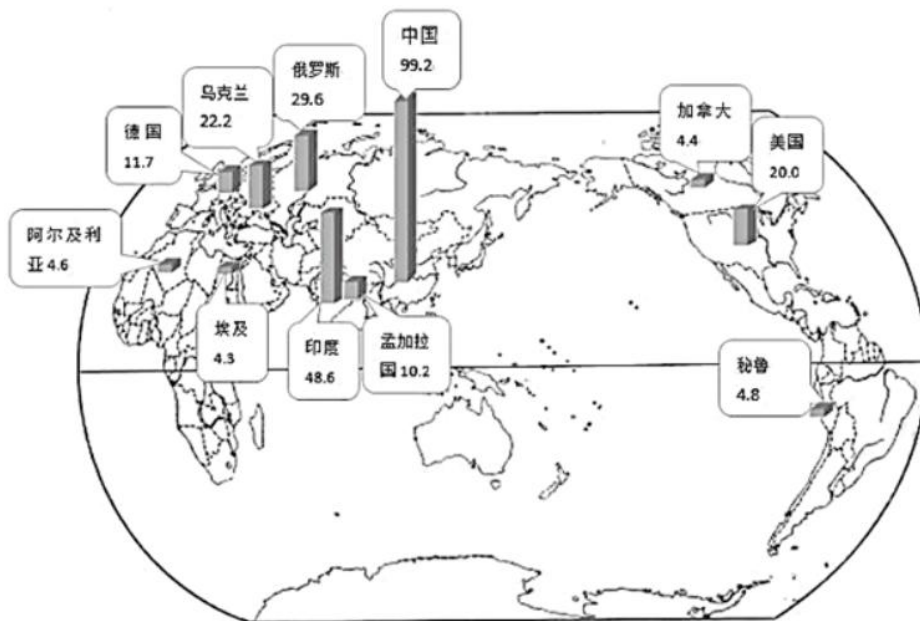 中国
99.2
俄罗斯
29.6
乌克兰
22.2
德国
11.7
加拿大
4.4
美国
20.0
阿尔及利
亚 4.6
埃及
4.3
印度
48.6
孟加拉
国 10.2
秘鲁
4.8